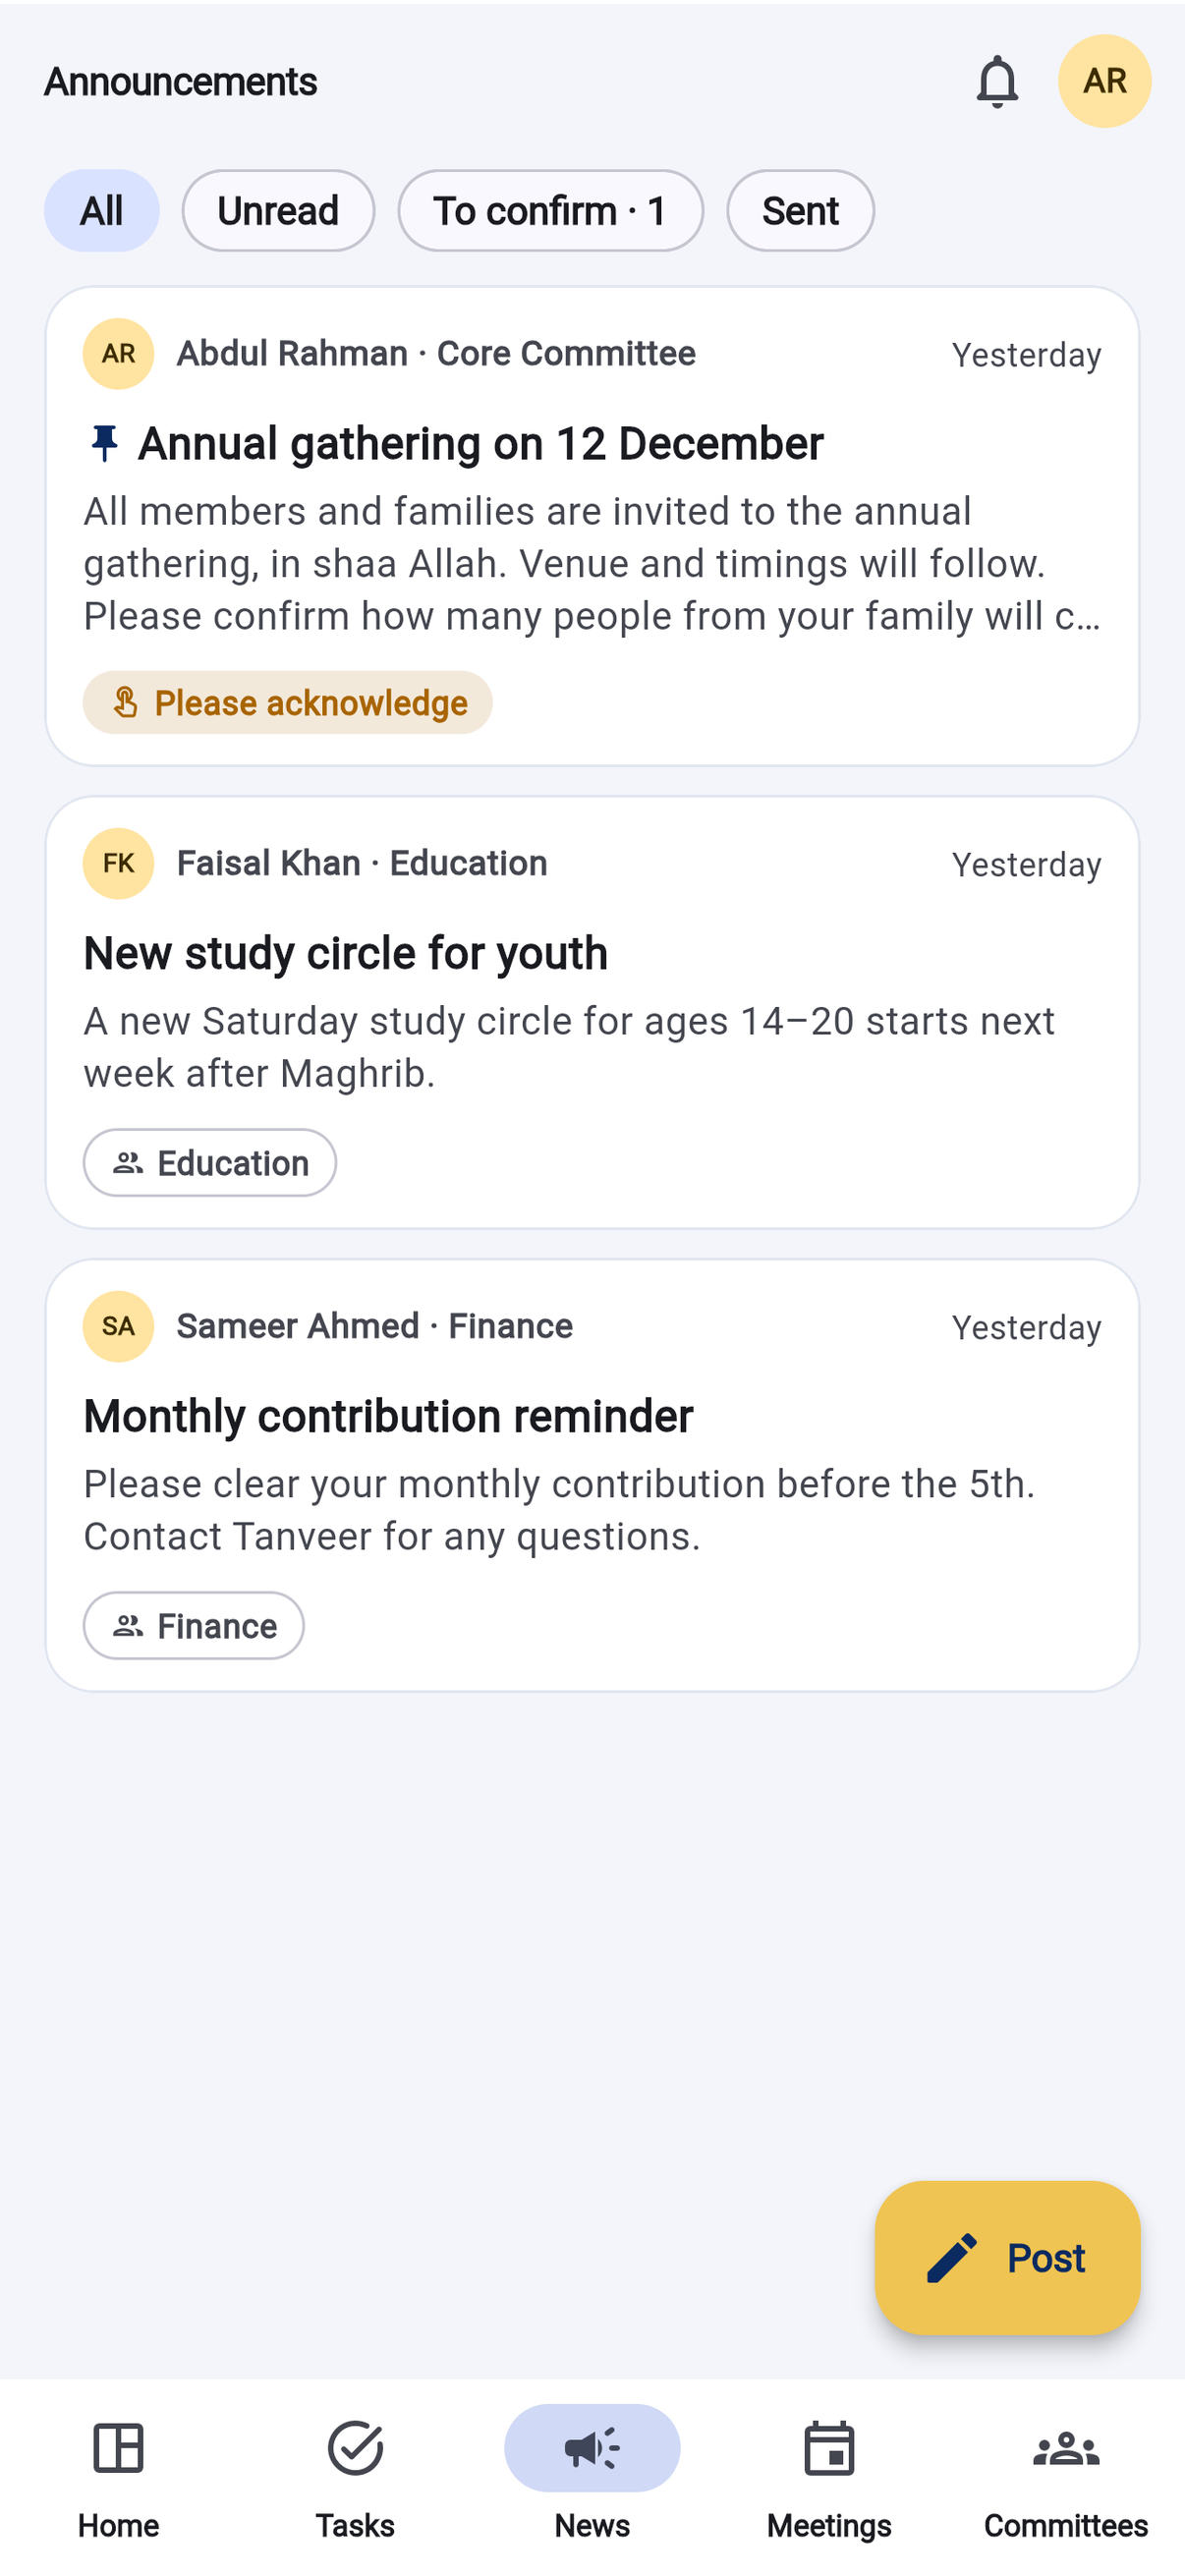 Announcements
AR
All
Unread
To confirm · 1
Sent
AR
Abdul Rahman · Core Committee
Yesterday
Annual gathering on 12 December
All members and families are invited to the annual
gathering, in shaa Allah. Venue and timings will follow.
Please confirm how many people from your family will c…
Please acknowledge
FK
Faisal Khan · Education
Yesterday
New study circle for youth
A new Saturday study circle for ages 14–20 starts next
week after Maghrib.
Education
SA
Sameer Ahmed · Finance
Yesterday
Monthly contribution reminder
Please clear your monthly contribution before the 5th.
Contact Tanveer for any questions.
Finance
Post
Home
Tasks
News
Meetings
Committees